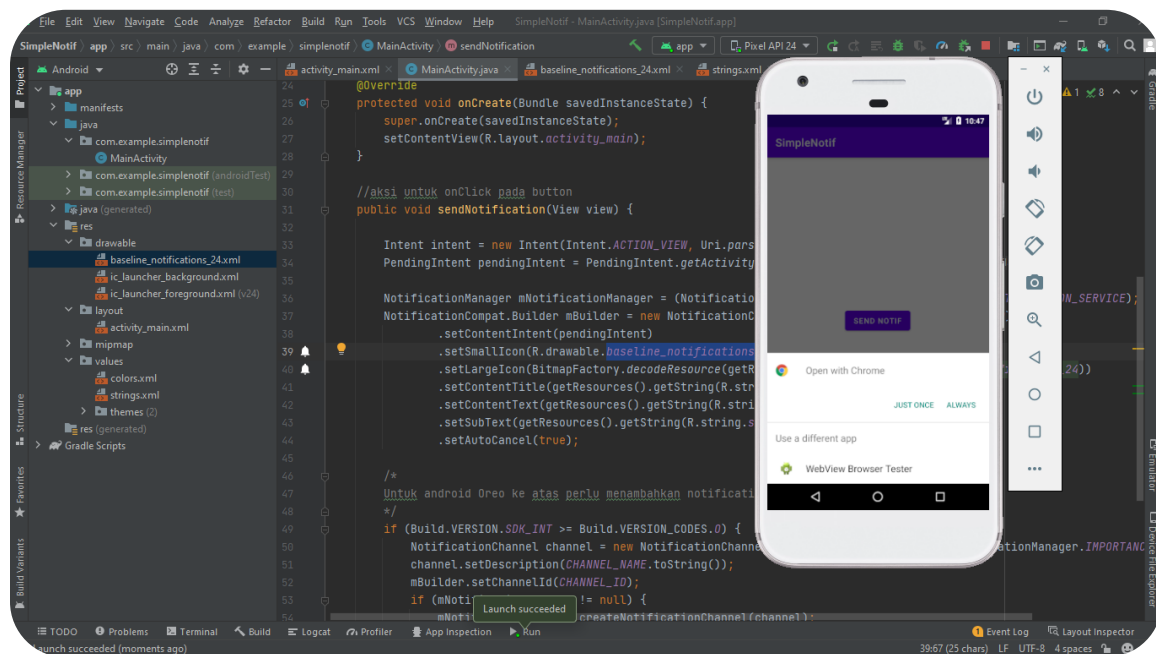 File Edit View Navigate Code Analyze Refactor Build Run Tools VCS Window Help SimpleNotif - MainActivity.java [SimpleNotif.app]
SimpleNotif app src main java com example simplenotif MainActivity sendNotification app Pixel API 24
Android
activity_main.xml MainActivity.java baseline_notifications_24.xml strings.xml
Project
Resource Manager
Structure
Favorites
Build Variants
app
manifests
java
com.example.simplenotif
MainActivity
com.example.simplenotif (androidTest)
com.example.simplenotif (test)
java (generated)
res
drawable
baseline_notifications_24.xml
ic_launcher_background.xml
ic_launcher_foreground.xml (v24)
layout
activity_main.xml
mipmap
values
colors.xml
strings.xml
themes (2)
res (generated)
Gradle Scripts
24 @Override
25 protected void onCreate(Bundle savedInstanceState) {
26 super.onCreate(savedInstanceState);
27 setContentView(R.layout.activity_main);
28 }
29
30 //aksi untuk onClick pada button
31 public void sendNotification(View view) {
32
33 Intent intent = new Intent(Intent.ACTION_VIEW, Uri.pars
34 PendingIntent pendingIntent = PendingIntent.getActivity
35
36 NotificationManager mNotificationManager = (Notificatio N_SERVICE);
37 NotificationCompat.Builder mBuilder = new NotificationC
38 .setContentIntent(pendingIntent)
39 .setSmallIcon(R.drawable.baseline_notifications
40 .setLargeIcon(BitmapFactory.decodeResource(getR 24))
41 .setContentTitle(getResources().getString(R.str
42 .setContentText(getResources().getString(R.stri
43 .setSubText(getResources().getString(R.string.s
44 .setAutoCancel(true);
45
46 /*
47 Untuk android Oreo ke atas perlu menambahkan notificati
48 */
49 if (Build.VERSION.SDK_INT >= Build.VERSION_CODES.O) {
50 NotificationChannel channel = new NotificationChanne ationManager.IMPORTANC
51 channel.setDescription(CHANNEL_NAME.toString());
52 mBuilder.setChannelId(CHANNEL_ID);
53 if (mNoti != null) {
54 mNot createNotificationChannel(channel);
Launch succeeded
10:47
SimpleNotif
SEND NOTIF
Open with Chrome
JUST ONCE ALWAYS
Use a different app
WebView Browser Tester
1 8
Gradle
Emulator
Device File Explorer
TODO Problems Terminal Build Logcat Profiler App Inspection Run 1 Event Log Layout Inspector
Launch succeeded (moments ago) 39:67 (25 chars) LF UTF-8 4 spaces